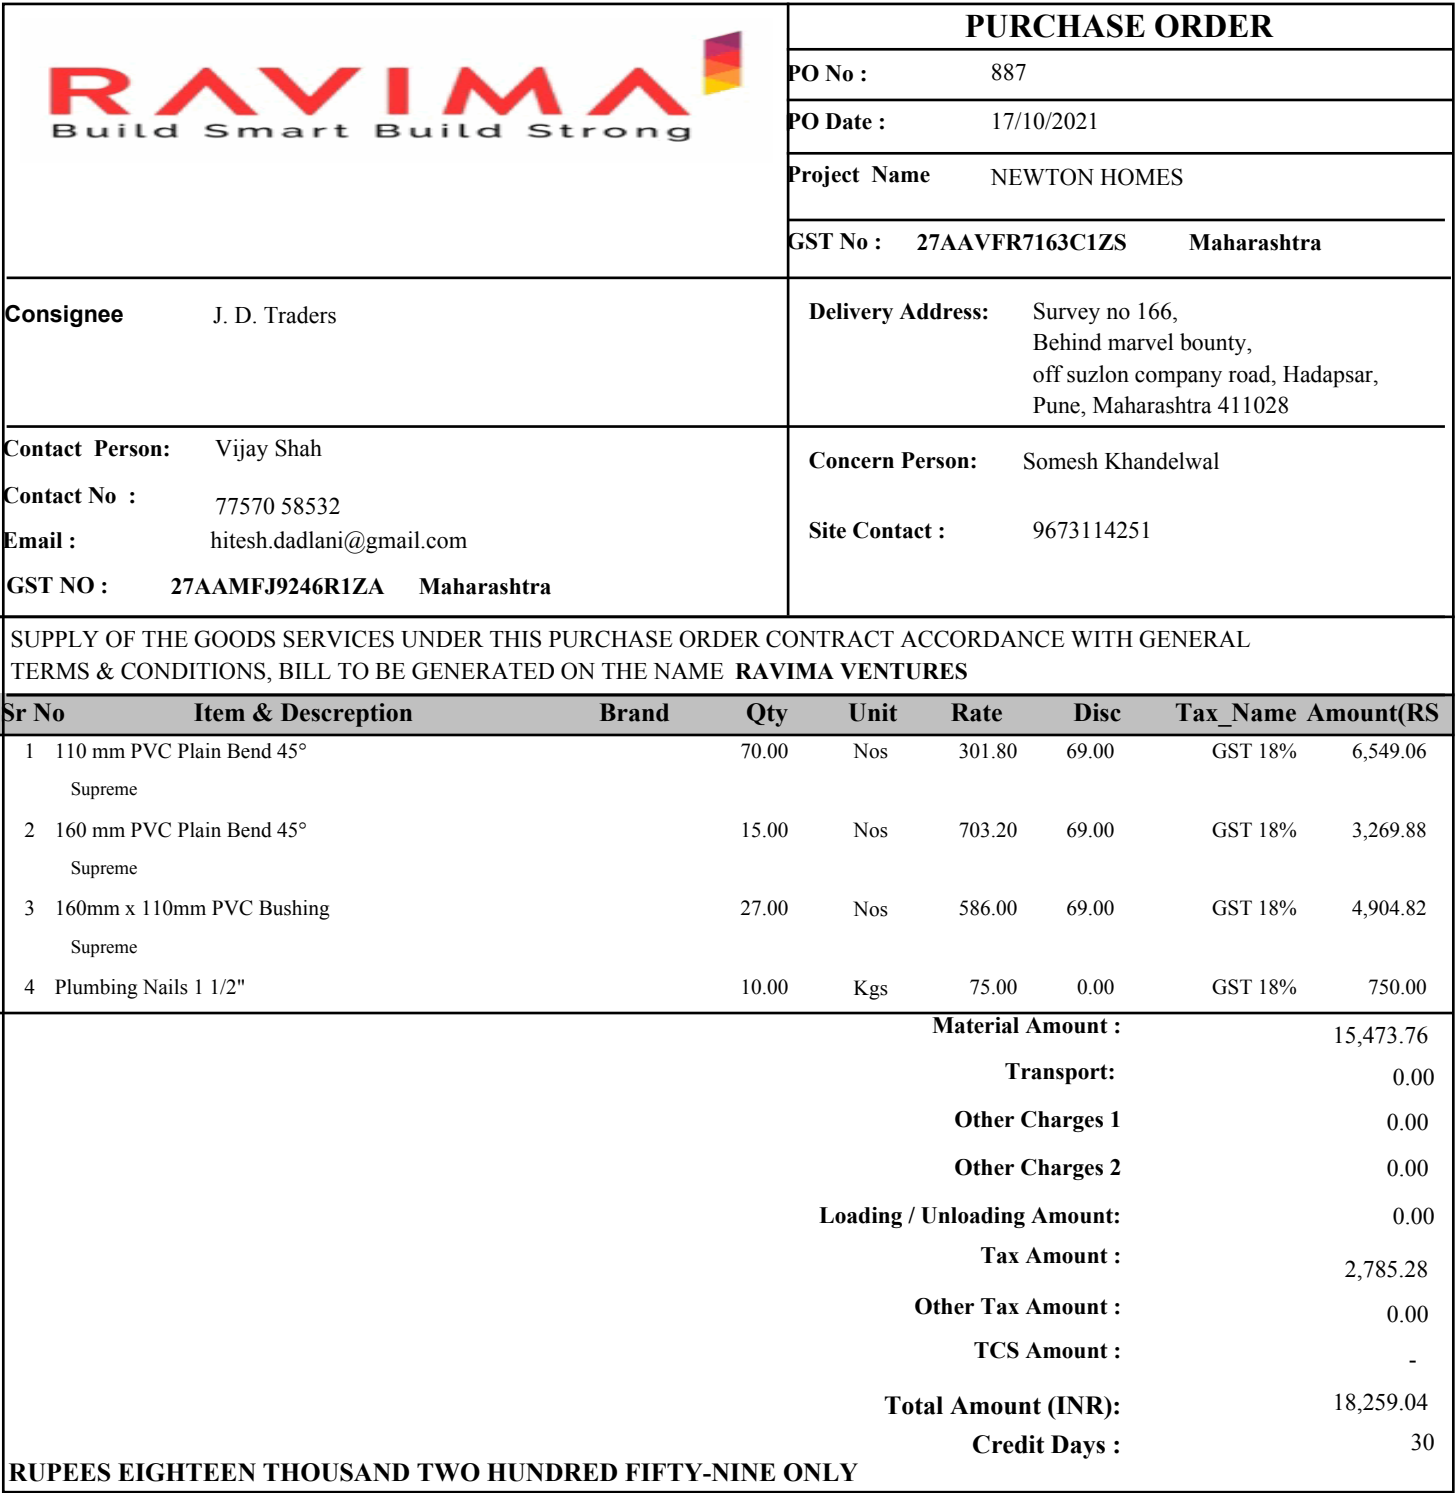 RAVIMA
Build Smart Build Strong
PURCHASE ORDER
PO No : 887
PO Date : 17/10/2021
Project Name NEWTON HOMES
GST No : 27AAVFR7163C1ZS Maharashtra
Consignee J. D. Traders
Delivery Address: Survey no 166,
Behind marvel bounty,
off suzlon company road, Hadapsar,
Pune, Maharashtra 411028
Contact Person: Vijay Shah
Contact No : 77570 58532
Email : hitesh.dadlani@gmail.com
GST NO : 27AAMFJ9246R1ZA Maharashtra
Concern Person: Somesh Khandelwal
Site Contact : 9673114251
SUPPLY OF THE GOODS SERVICES UNDER THIS PURCHASE ORDER CONTRACT ACCORDANCE WITH GENERAL
TERMS & CONDITIONS, BILL TO BE GENERATED ON THE NAME RAVIMA VENTURES
Sr No Item & Descreption Brand Qty Unit Rate Disc Tax_Name Amount(RS
1 110 mm PVC Plain Bend 45° 70.00 Nos 301.80 69.00 GST 18% 6,549.06
Supreme
2 160 mm PVC Plain Bend 45° 15.00 Nos 703.20 69.00 GST 18% 3,269.88
Supreme
3 160mm x 110mm PVC Bushing 27.00 Nos 586.00 69.00 GST 18% 4,904.82
Supreme
4 Plumbing Nails 1 1/2" 10.00 Kgs 75.00 0.00 GST 18% 750.00
Material Amount : 15,473.76
Transport: 0.00
Other Charges 1 0.00
Other Charges 2 0.00
Loading / Unloading Amount: 0.00
Tax Amount : 2,785.28
Other Tax Amount : 0.00
TCS Amount : -
Total Amount (INR): 18,259.04
Credit Days : 30
RUPEES EIGHTEEN THOUSAND TWO HUNDRED FIFTY-NINE ONLY